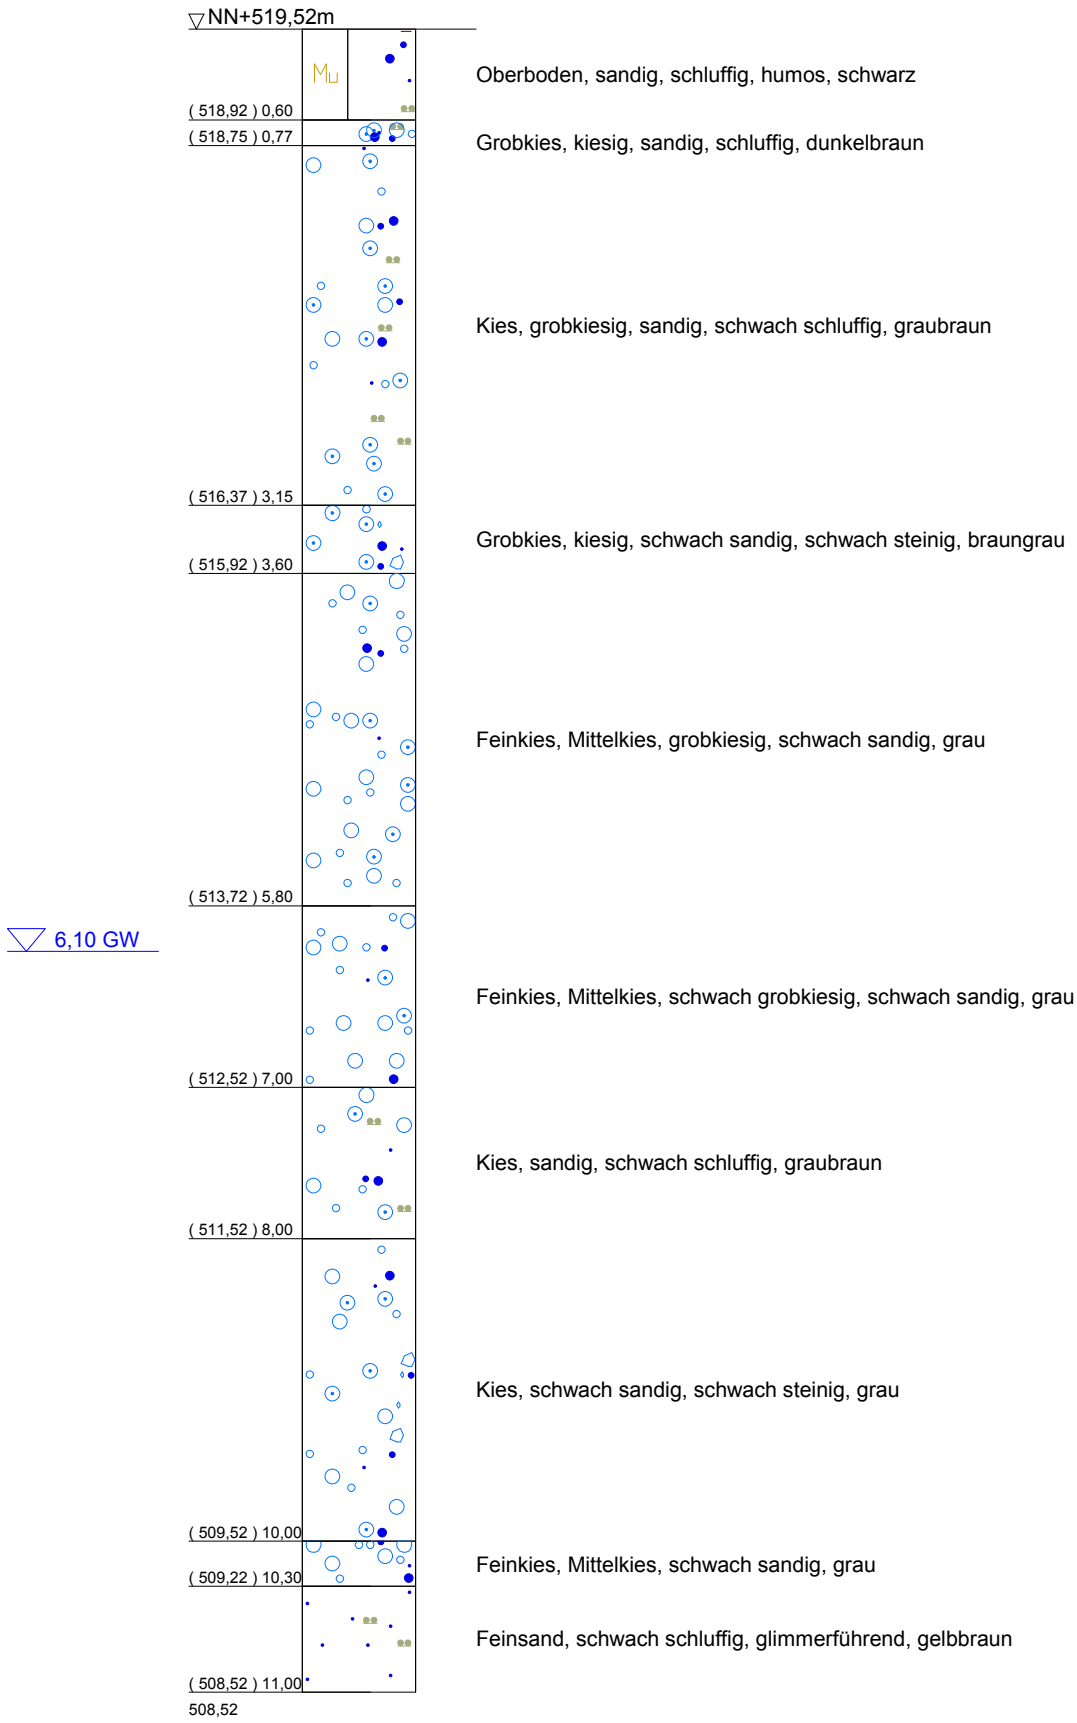 NN+519,52m
Mu
Oberboden, sandig, schluffig, humos, schwarz
( 518,92 ) 0,60
( 518,75 ) 0,77
Grobkies, kiesig, sandig, schluffig, dunkelbraun
Kies, grobkiesig, sandig, schwach schluffig, graubraun
( 516,37 ) 3,15
Grobkies, kiesig, schwach sandig, schwach steinig, braungrau
( 515,92 ) 3,60
Feinkies, Mittelkies, grobkiesig, schwach sandig, grau
( 513,72 ) 5,80
6,10 GW
Feinkies, Mittelkies, schwach grobkiesig, schwach sandig, grau
( 512,52 ) 7,00
Kies, sandig, schwach schluffig, graubraun
( 511,52 ) 8,00
Kies, schwach sandig, schwach steinig, grau
( 509,52 ) 10,00
Feinkies, Mittelkies, schwach sandig, grau
( 509,22 ) 10,30
Feinsand, schwach schluffig, glimmerführend, gelbbraun
( 508,52 ) 11,00
508,52